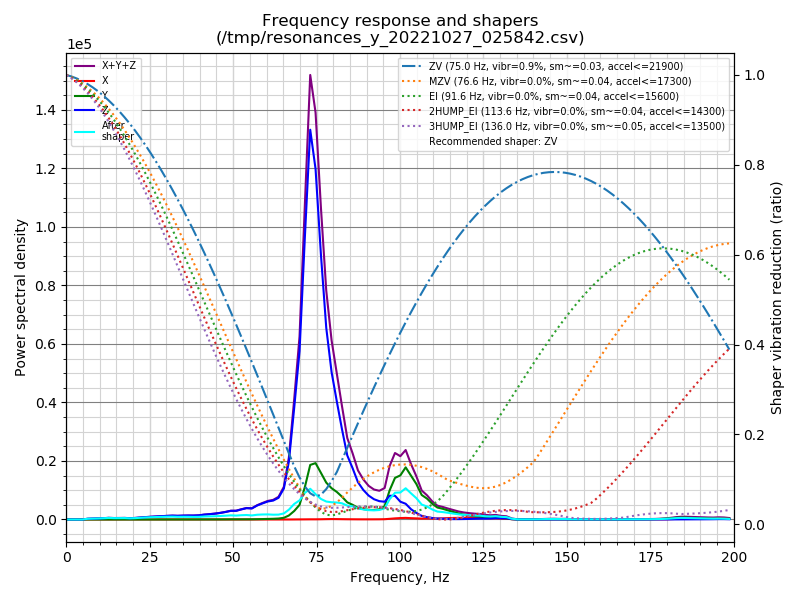 Frequency response and shapers
(/tmp/resonances_y_20221027_025842.csv)
1e5
X+Y+Z
X
Y
After
shaper
ZV (75.0 Hz, vibr=0.9%, sm~=0.03, accel<=21900)
MZV (76.6 Hz, vibr=0.0%, sm~=0.04, accel<=17300)
EI (91.6 Hz, vibr=0.0%, sm~=0.04, accel<=15600)
2HUMP_EI (113.6 Hz, vibr=0.0%, sm~=0.04, accel<=14300)
3HUMP_EI (136.0 Hz, vibr=0.0%, sm~=0.05, accel<=13500)
Recommended shaper: ZV
Power spectral density
1.4
1.2
1.0
0.8
0.6
0.4
0.2
0.0
1.0
0.8
0.6
0.4
0.2
0.0
Shaper vibration reduction (ratio)
0 25 50 75 100 125 150 175 200
Frequency, Hz